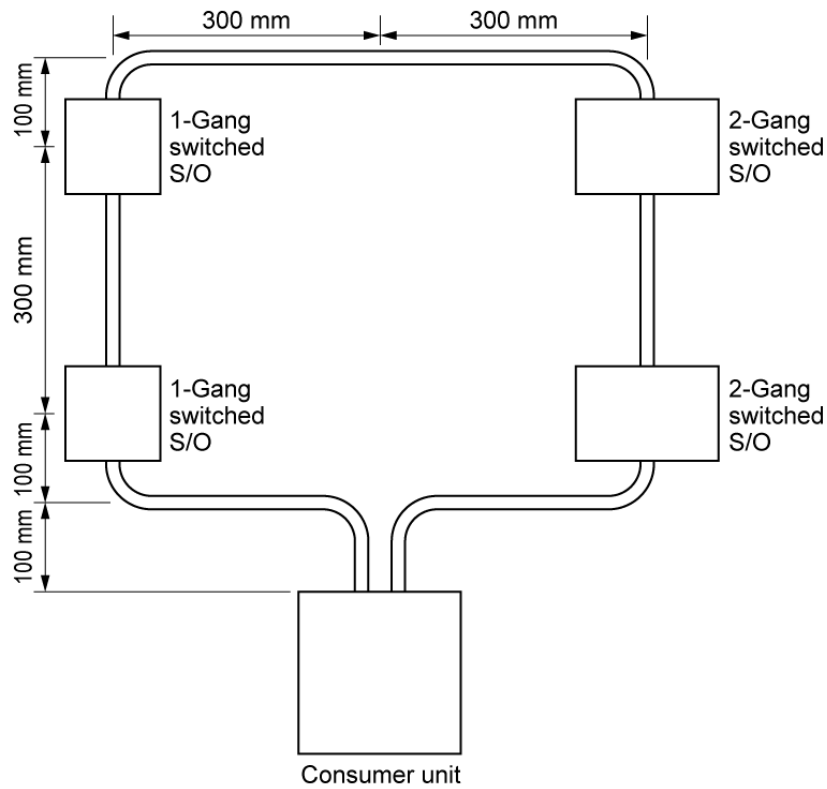 300 mm
300 mm
100 mm
1-Gang
switched
S/O
2-Gang
switched
S/O
300 mm
1-Gang
switched
S/O
2-Gang
switched
S/O
100 mm
100 mm
Consumer unit